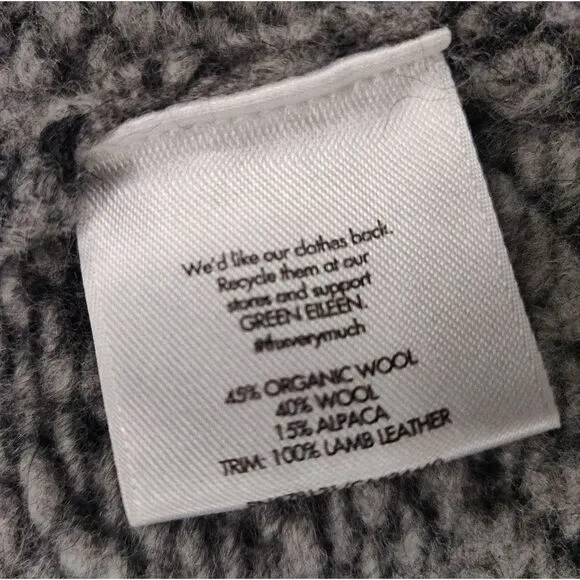 We'd like our clothes back.
Recycle them at our
stores and support
GREEN EILEEN.
#tfuxverymuch
45% ORGANIC WOOL
40% WOOL
15% ALPACA
TRIM: 100% LAMB LEATHER